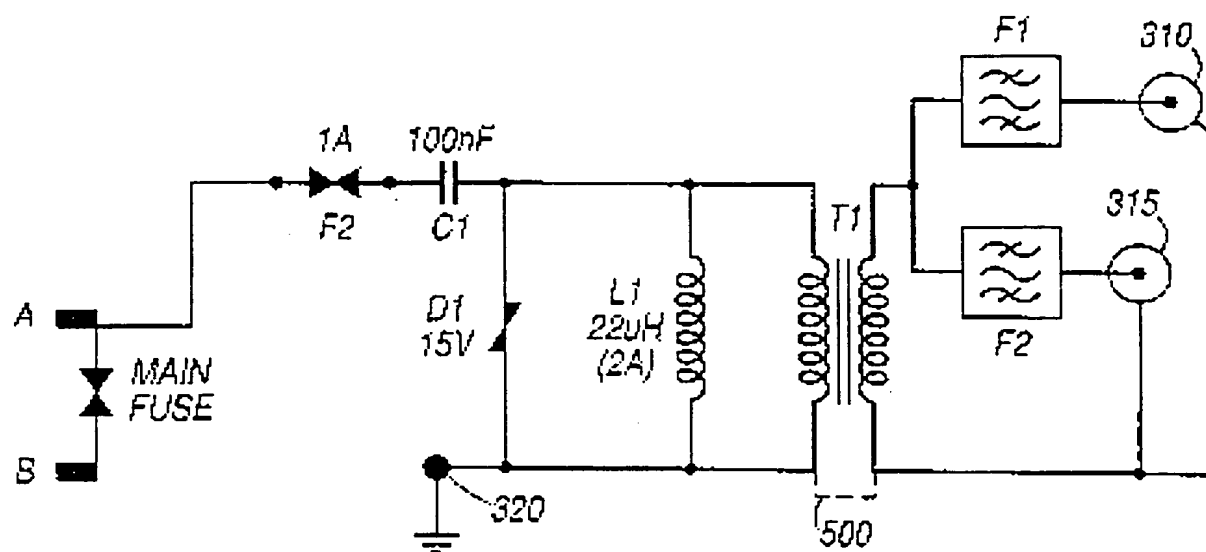 F1
310
1A
100nF
F2
C1
T1
315
A
D1
15V
L1
22uH
(2A)
F2
MAIN
FUSE
B
320
500